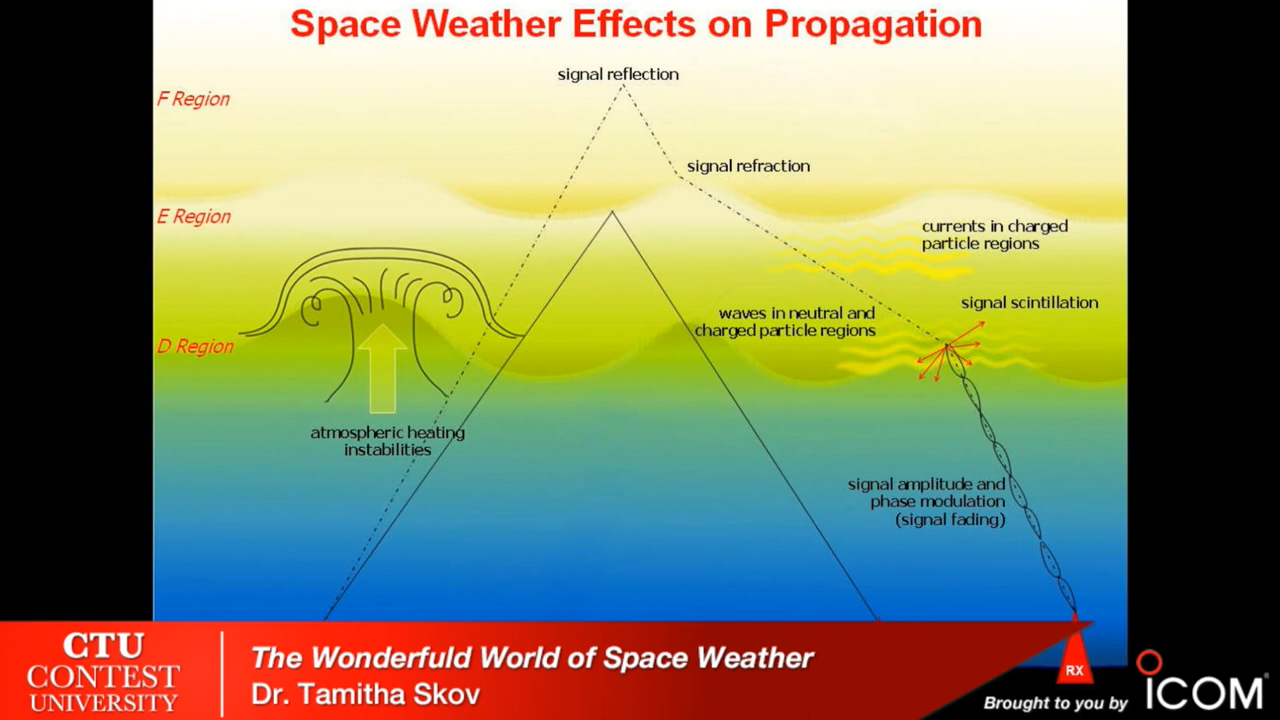 Space Weather Effects on Propagation
signal reflection
F Region
signal refraction
E Region
currents in charged
particle regions
signal scintillation
waves in neutral and
charged particle regions
D Region
atmospheric heating
instabilities
signal amplitude and
phase modulation
(signal fading)
CTU
CONTEST
UNIVERSITY
The Wonderfuld World of Space Weather
Dr. Tamitha Skov
RX
Brought to you by
ICOM®